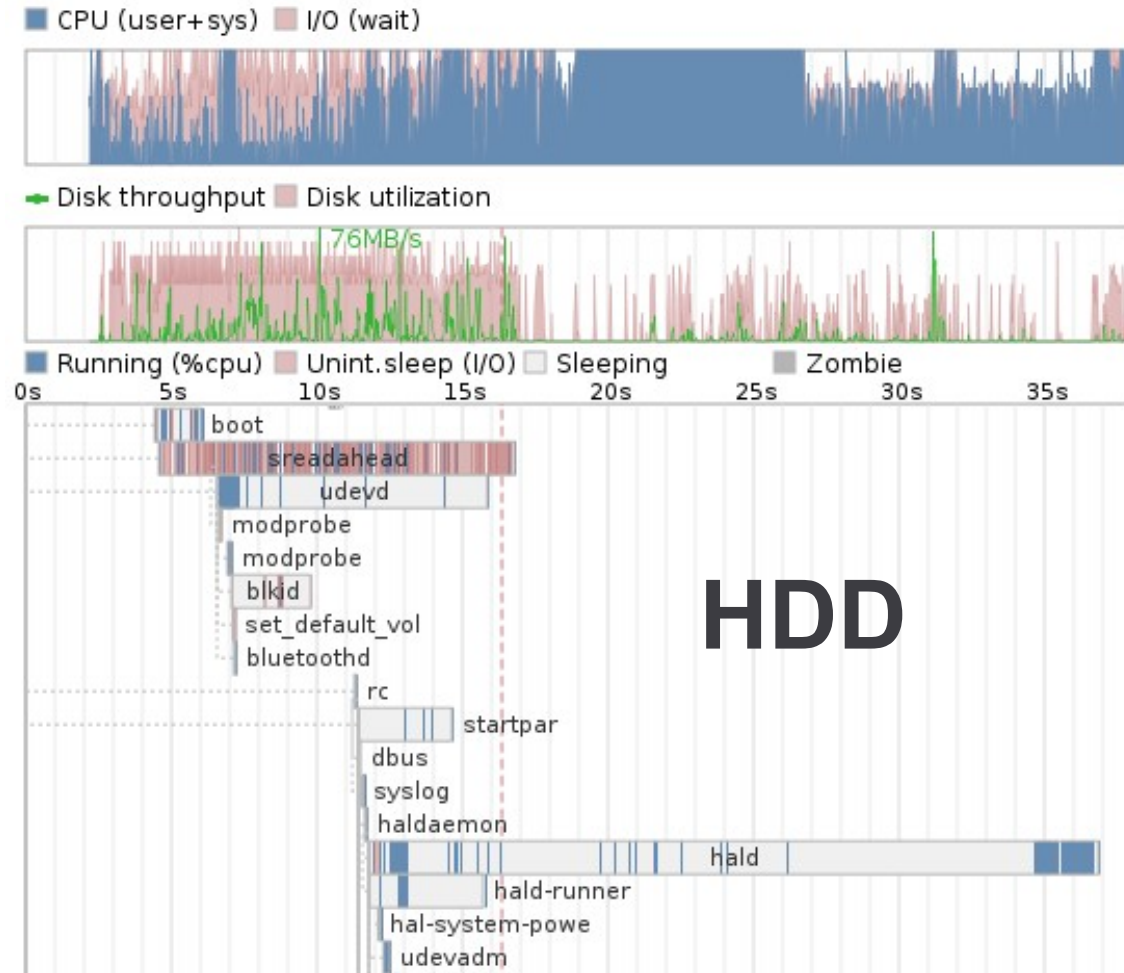 CPU (user+sys) I/O (wait)
Disk throughput Disk utilization
76MB/s
Running (%cpu) Unint.sleep (I/O) Sleeping Zombie
0s 5s 10s 15s 20s 25s 30s 35s
boot
sreadahead
udevd
modprobe
modprobe
blkid
HDD
set_default_vol
bluetoothd
rc
startpar
dbus
syslog
haldaemon
hald
hald-runner
hal-system-powe
udevadm